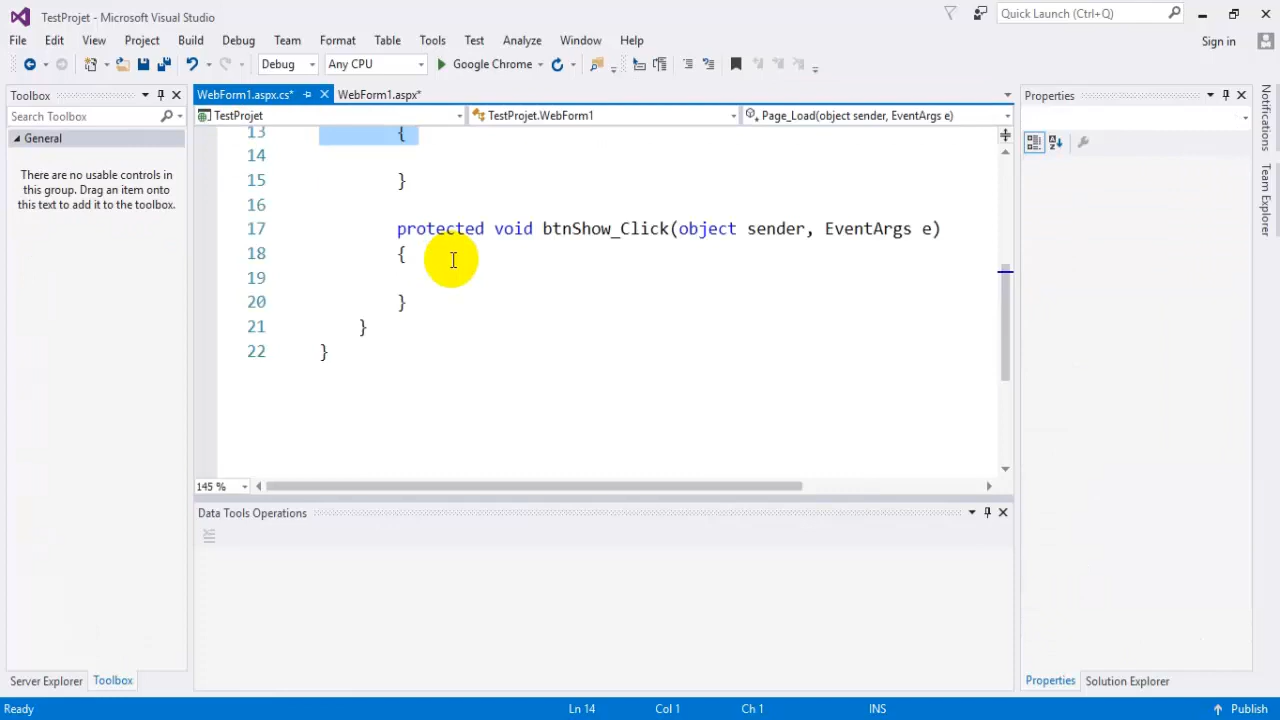 TestProjet - Microsoft Visual Studio
Quick Launch (Ctrl+Q)
File Edit View Project Build Debug Team Format Table Tools Test Analyze Window Help
Sign in
Debug Any CPU Google Chrome
Toolbox
Search Toolbox
General
There are no usable controls in
this group. Drag an item onto
this text to add it to the toolbox.
WebForm1.aspx.cs* WebForm1.aspx*
TestProjet TestProjet.WebForm1 Page_Load(object sender, EventArgs e)
13 {
14
15 }
16
17 protected void btnShow_Click(object sender, EventArgs e)
18 {
19
20 }
21 }
22 }
145 %
Data Tools Operations
Properties
Notifications
Team Explorer
Server Explorer Toolbox
Properties Solution Explorer
Ready Ln 14 Col 1 Ch 1 INS Publish